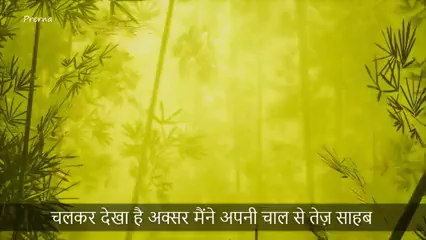 Prerna
चलकर देखा है अक्सर मैंने अपनी चाल से तेज़ साहब